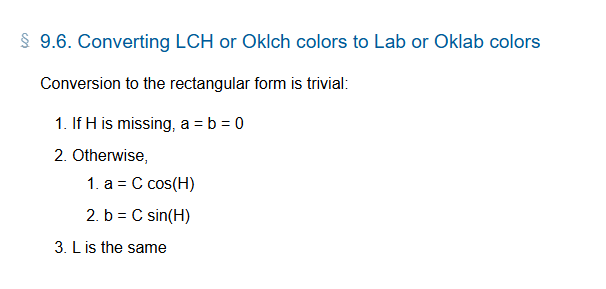 § 9.6. Converting LCH or Oklch colors to Lab or Oklab colors
Conversion to the rectangular form is trivial:
1. If H is missing, a = b = 0
2. Otherwise,
1. a = C cos(H)
2. b = C sin(H)
3. L is the same